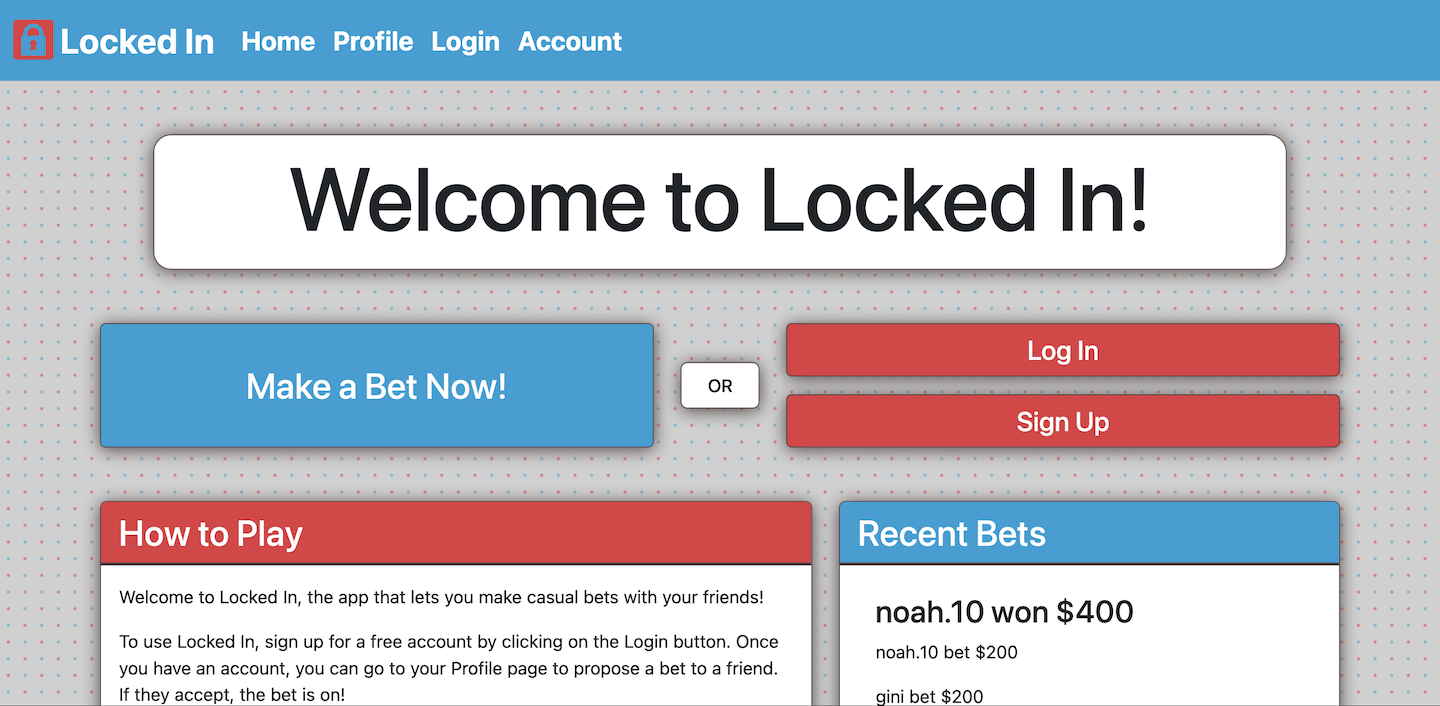 Locked In Home Profile Login Account
Welcome to Locked In!
Make a Bet Now!
OR
Log In
Sign Up
How to Play
Welcome to Locked In, the app that lets you make casual bets with your friends!
To use Locked In, sign up for a free account by clicking on the Login button. Once
you have an account, you can go to your Profile page to propose a bet to a friend.
If they accept, the bet is on!
Recent Bets
noah.10 won $400
noah.10 bet $200
gini bet $200